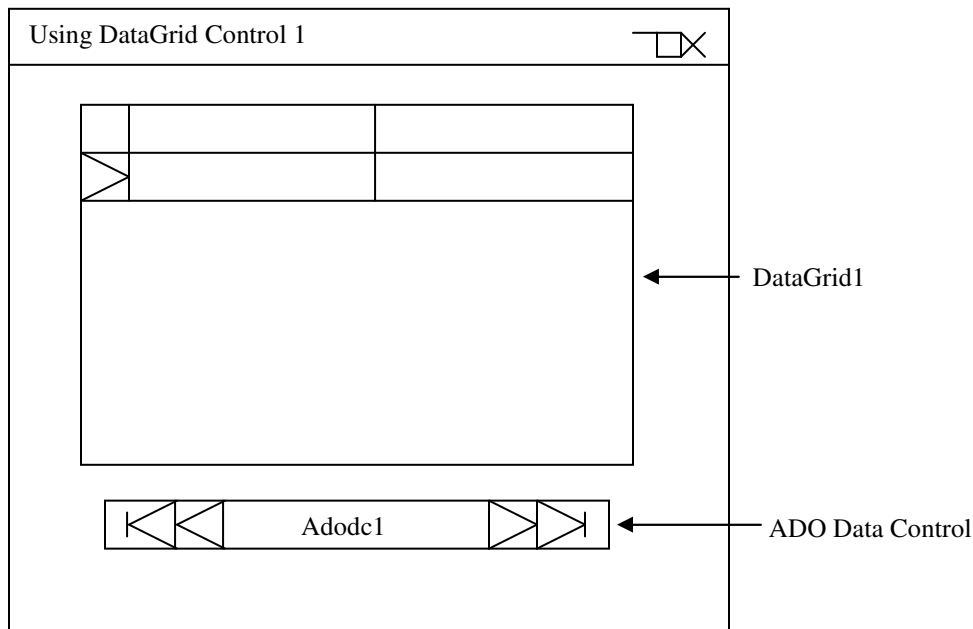 Using DataGrid Control 1
DataGrid1
Adodc1
ADO Data Control